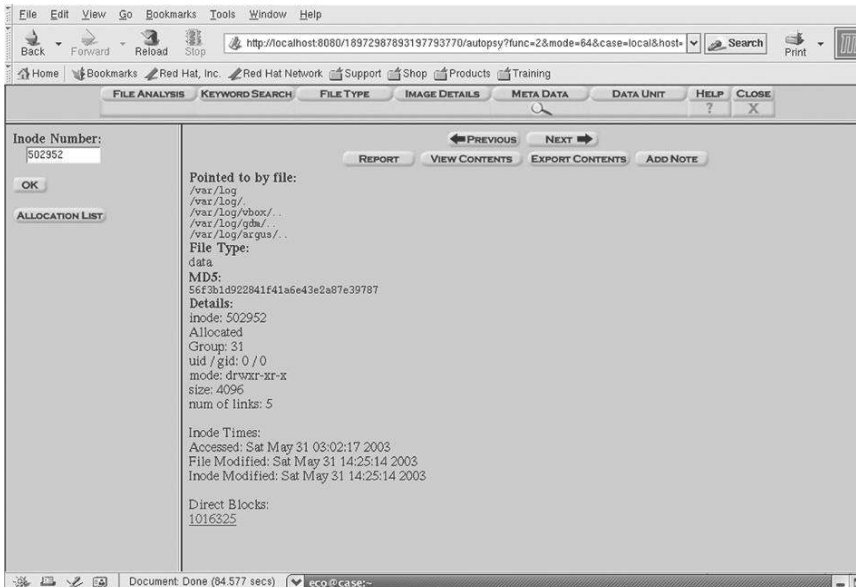 File Edit View Go Bookmarks Tools Window Help
Back Forward Reload Stop http://localhost:8080/18972987893197793770/autopsy?func=2&mode=64&case=local&host= Search Print
Home Bookmarks Red Hat, Inc. Red Hat Network Support Shop Products Training
FILE ANALYSIS KEYWORD SEARCH FILE TYPE IMAGE DETAILS META DATA DATA UNIT HELP CLOSE
? X
Inode Number:
502952
OK
ALLOCATION LIST
PREVIOUS NEXT
REPORT VIEW CONTENTS EXPORT CONTENTS ADD NOTE
Pointed to by file:
/var/log
/var/log/.
/var/log/vbox/..
/var/log/gdm/..
/var/log/argus/..
File Type:
data
MD5:
56f3b1d922841f41a6e43e2a87e39787
Details:
inode: 502952
Allocated
Group: 31
uid / gid: 0 / 0
mode: drwxr-xr-x
size: 4096
num of links: 5
Inode Times:
Accessed: Sat May 31 03:02:17 2003
File Modified: Sat May 31 14:25:14 2003
Inode Modified: Sat May 31 14:25:14 2003
Direct Blocks:
1016325
Document: Done (84.577 secs) eco@case:~